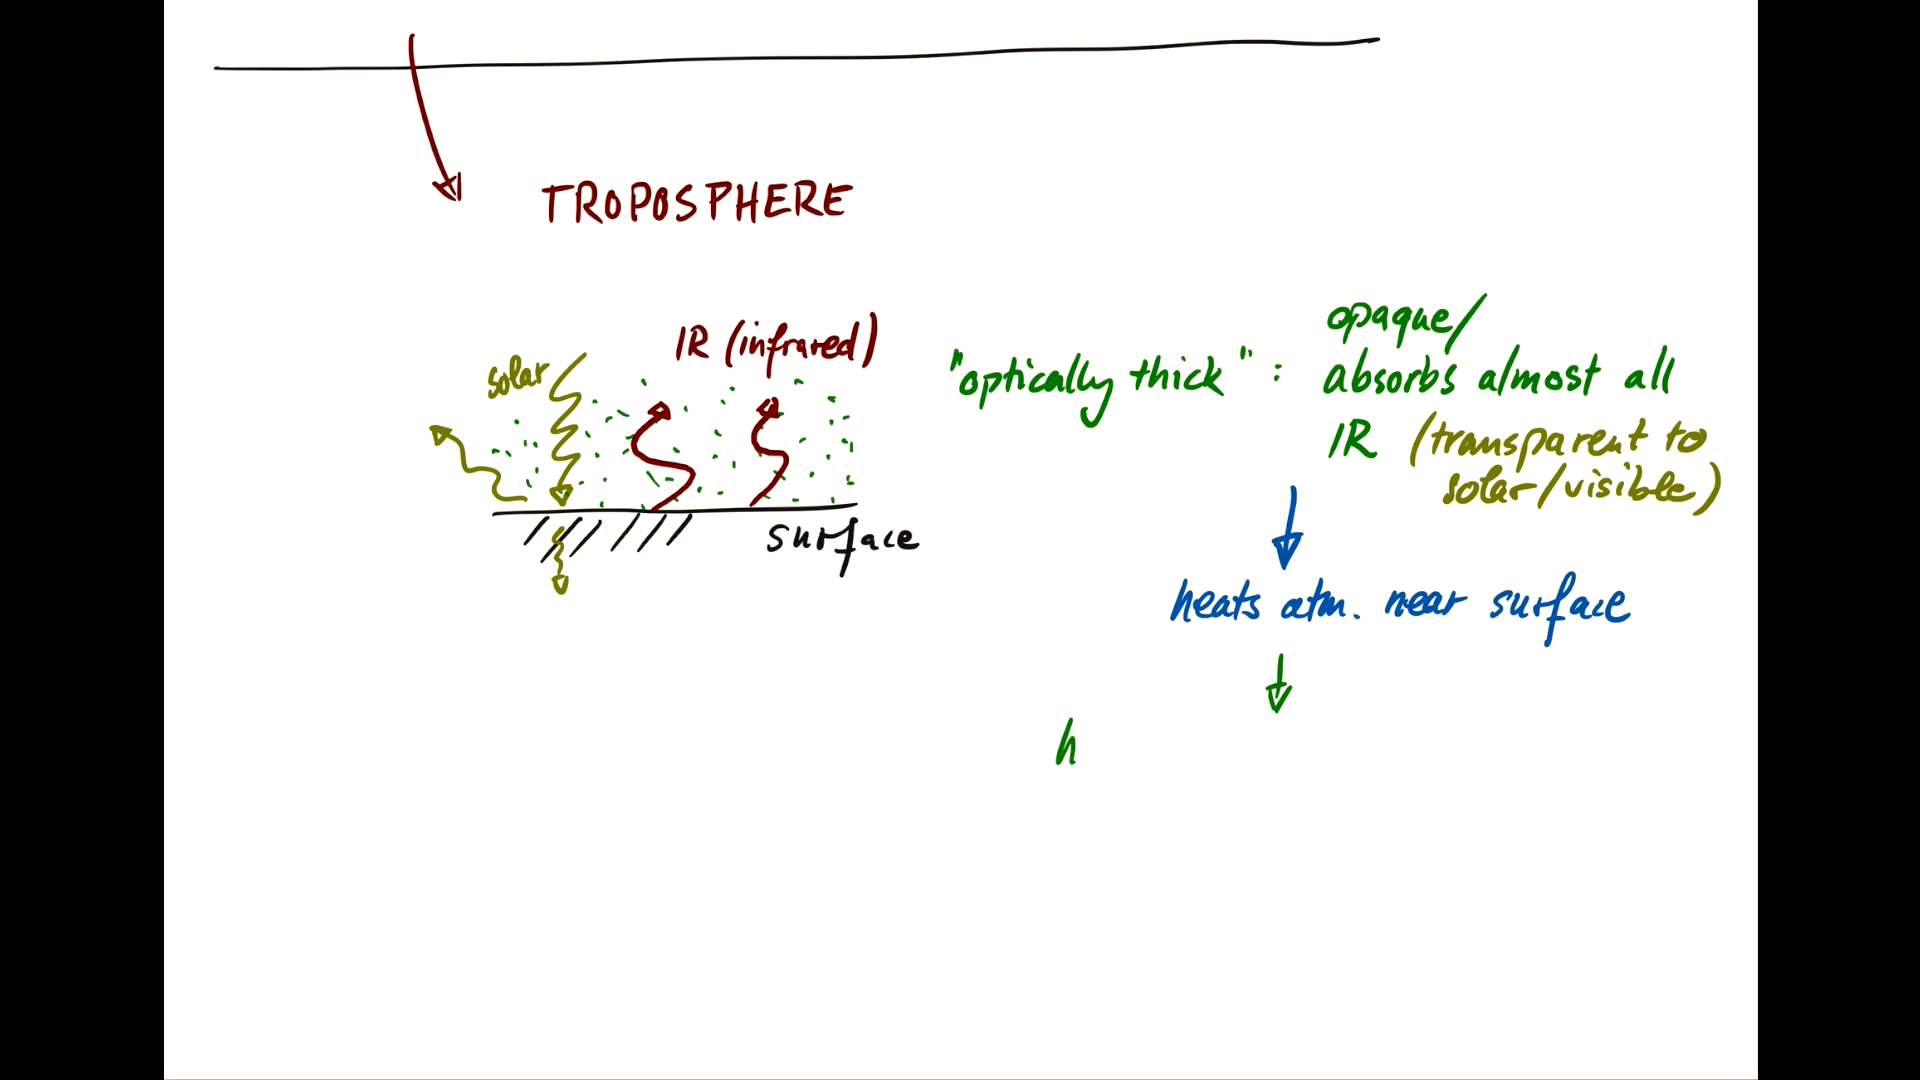 TROPOSPHERE
IR (infrared)
solar
surface
opaque/
"optically thick" : absorbs almost all
IR (transparent to
solar/visible)
heats atm. near surface
h